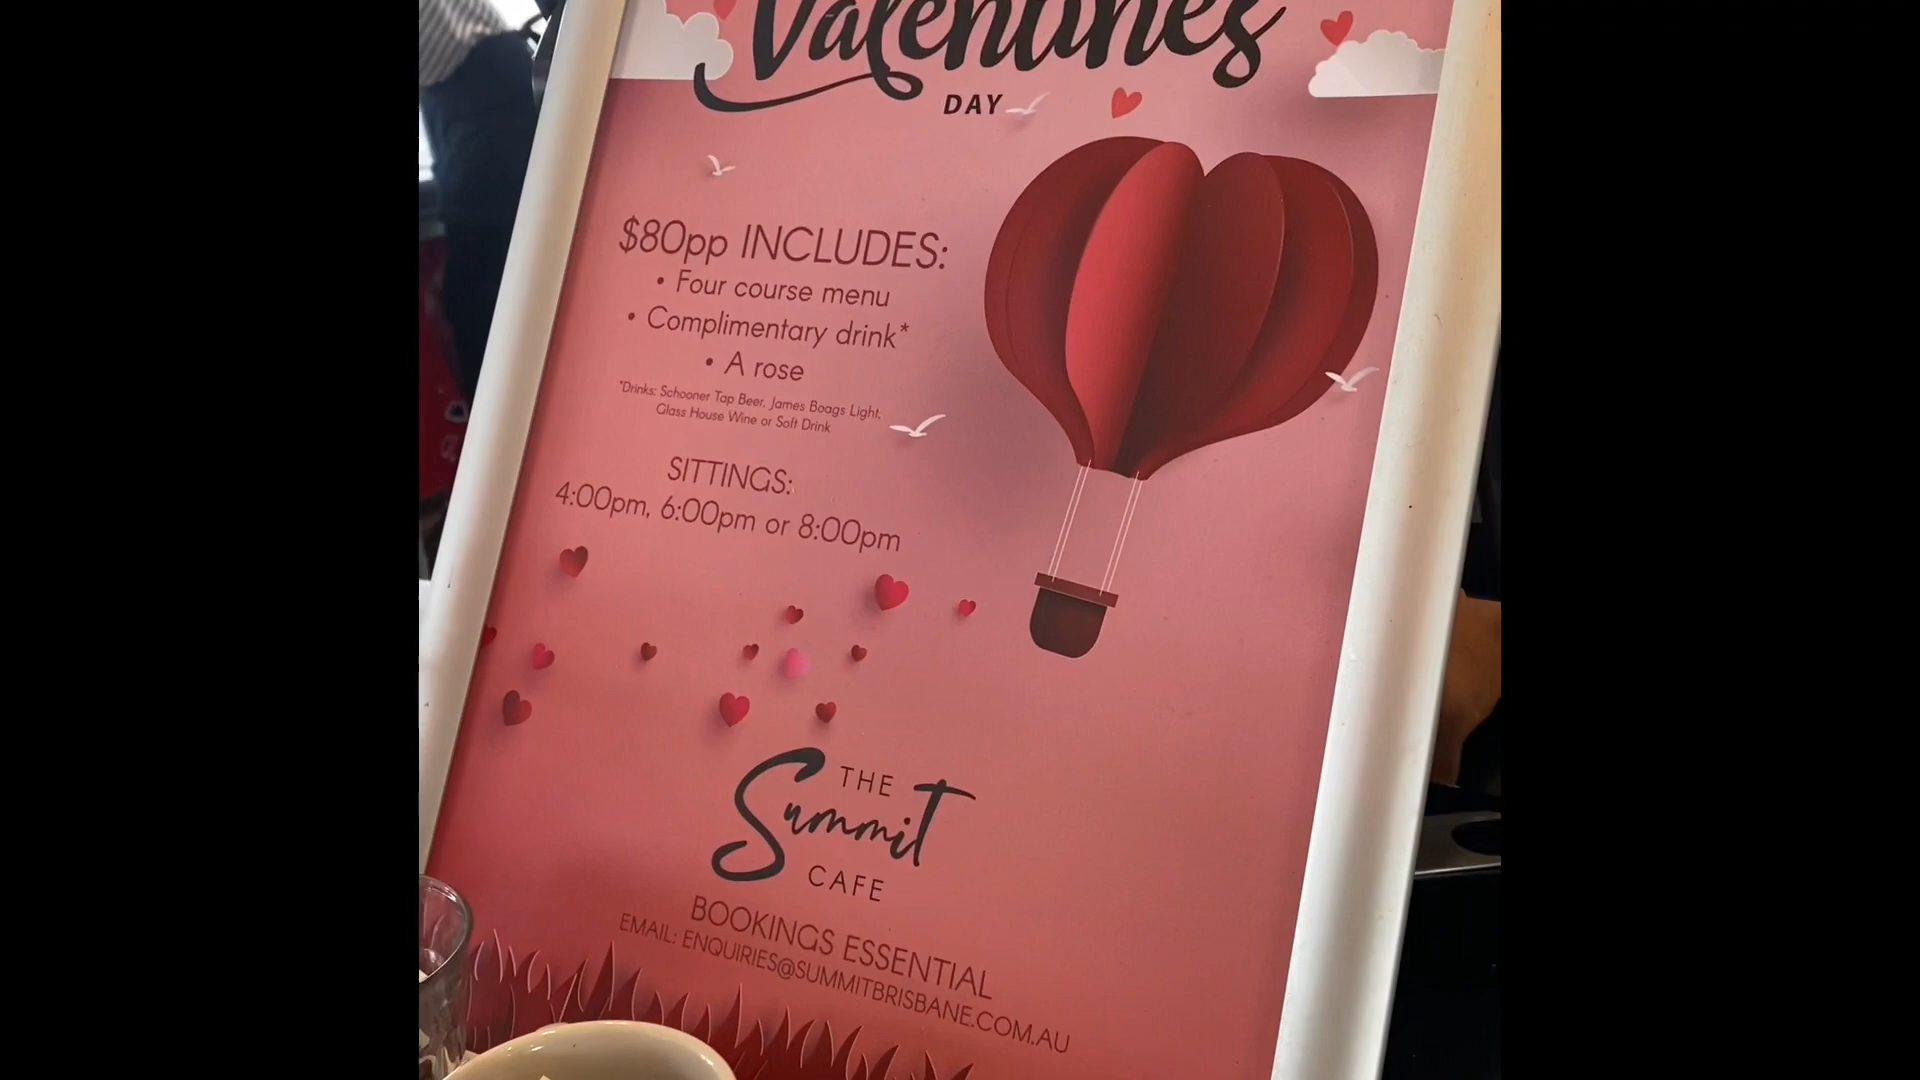 Valentines
DAY
$80pp INCLUDES:
• Four course menu
• Complimentary drink*
• A rose
*Drinks: Schooner Tap Beer, James Boags Light,
Glass House Wine or Soft Drink
SITTINGS:
4:00pm, 6:00pm or 8:00pm
THE
Summit
CAFE
BOOKINGS ESSENTIAL
EMAIL: ENQUIRIES@SUMMITBRISBANE.COM.AU